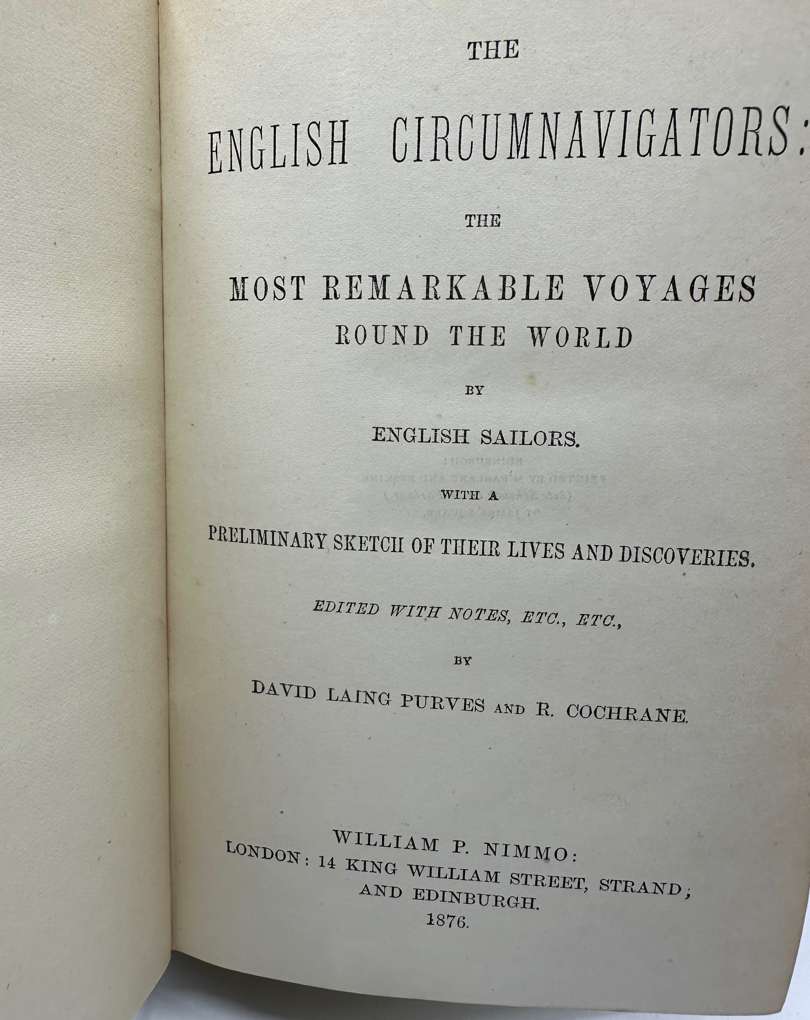 THE
ENGLISH CIRCUMNAVIGATORS:
THE
MOST REMARKABLE VOYAGES
ROUND THE WORLD
BY
ENGLISH SAILORS.
WITH A
PRELIMINARY SKETCH OF THEIR LIVES AND DISCOVERIES.
EDITED WITH NOTES, ETC., ETC.,
BY
DAVID LAING PURVES AND R. COCHRANE.
WILLIAM P. NIMMO:
LONDON: 14 KING WILLIAM STREET, STRAND;
AND EDINBURGH.
1876.